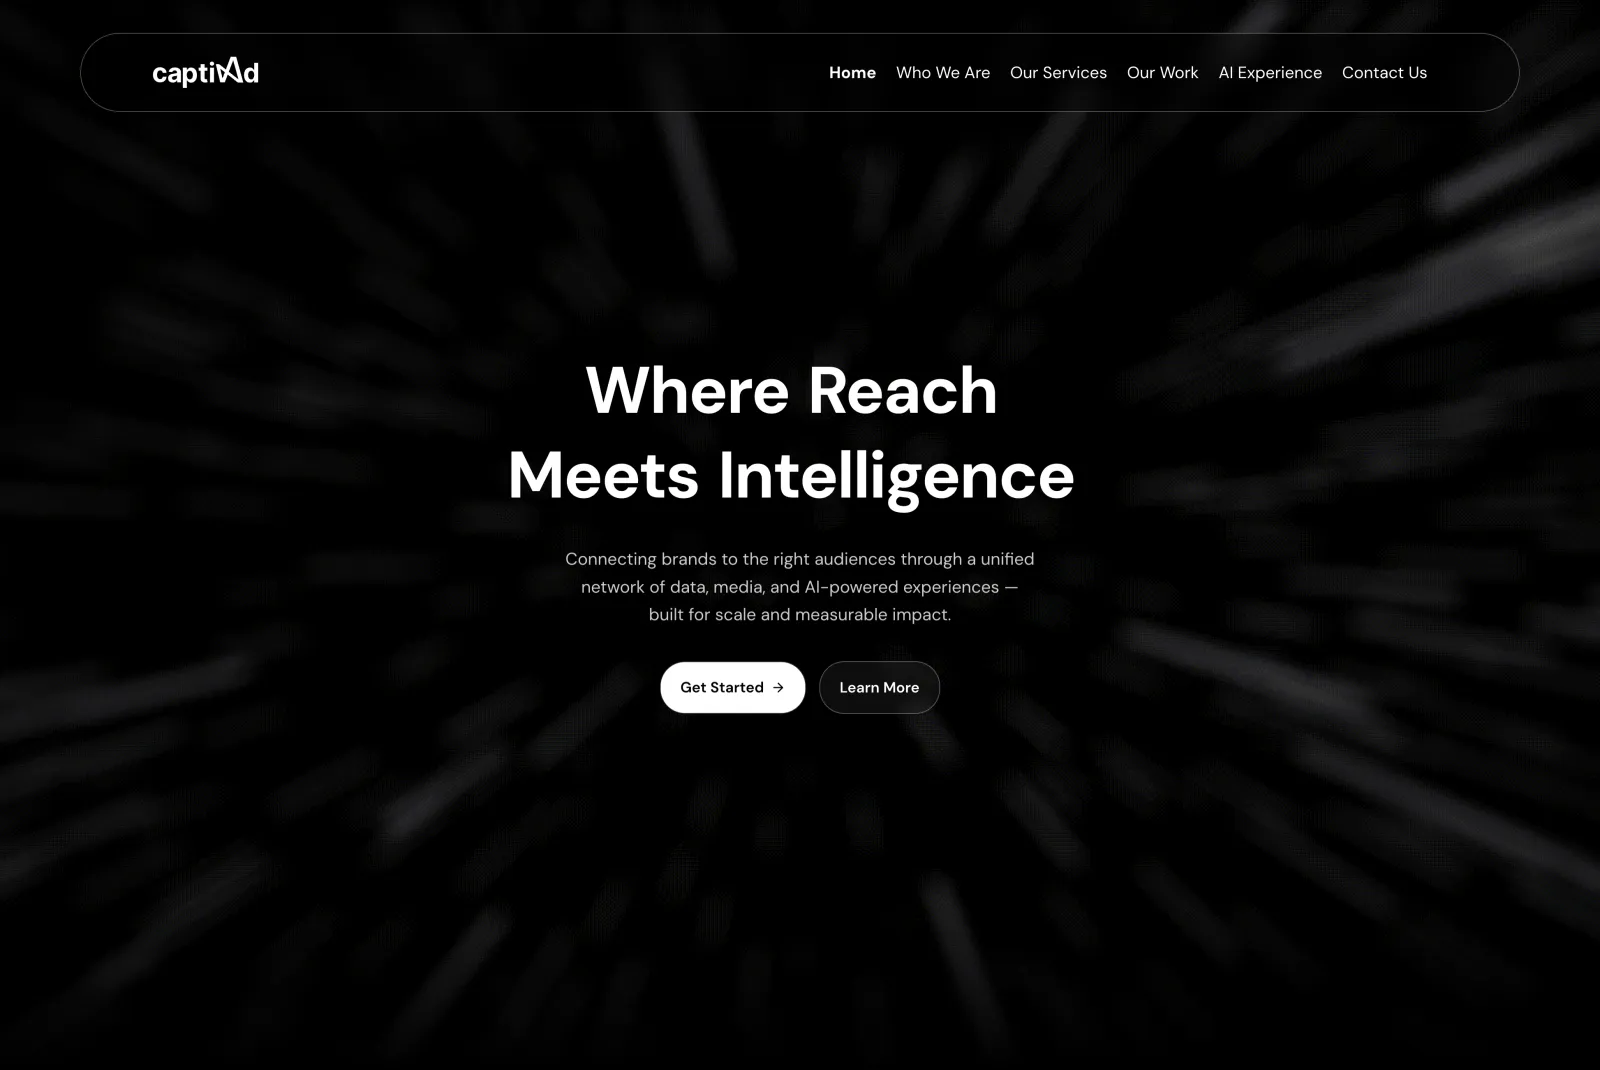 captivAd
Home Who We Are Our Services Our Work AI Experience Contact Us
Where Reach
Meets Intelligence
Connecting brands to the right audiences through a unified
network of data, media, and AI-powered experiences —
built for scale and measurable impact.
Get Started →
Learn More